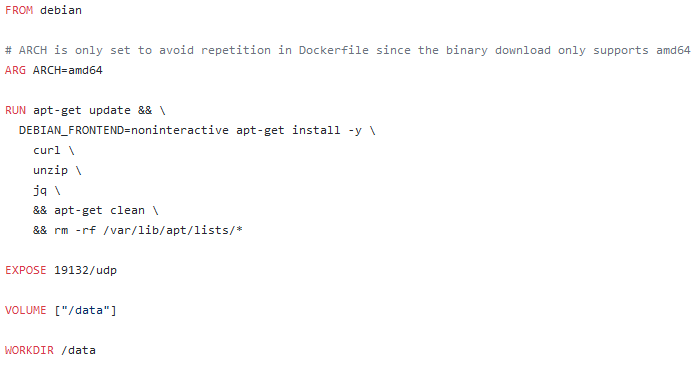 FROM debian
# ARCH is only set to avoid repetition in Dockerfile since the binary download only supports amd64
ARG ARCH=amd64
RUN apt-get update && \
  DEBIAN_FRONTEND=noninteractive apt-get install -y \
    curl \
    unzip \
    jq \
    && apt-get clean \
    && rm -rf /var/lib/apt/lists/*
EXPOSE 19132/udp
VOLUME ["/data"]
WORKDIR /data